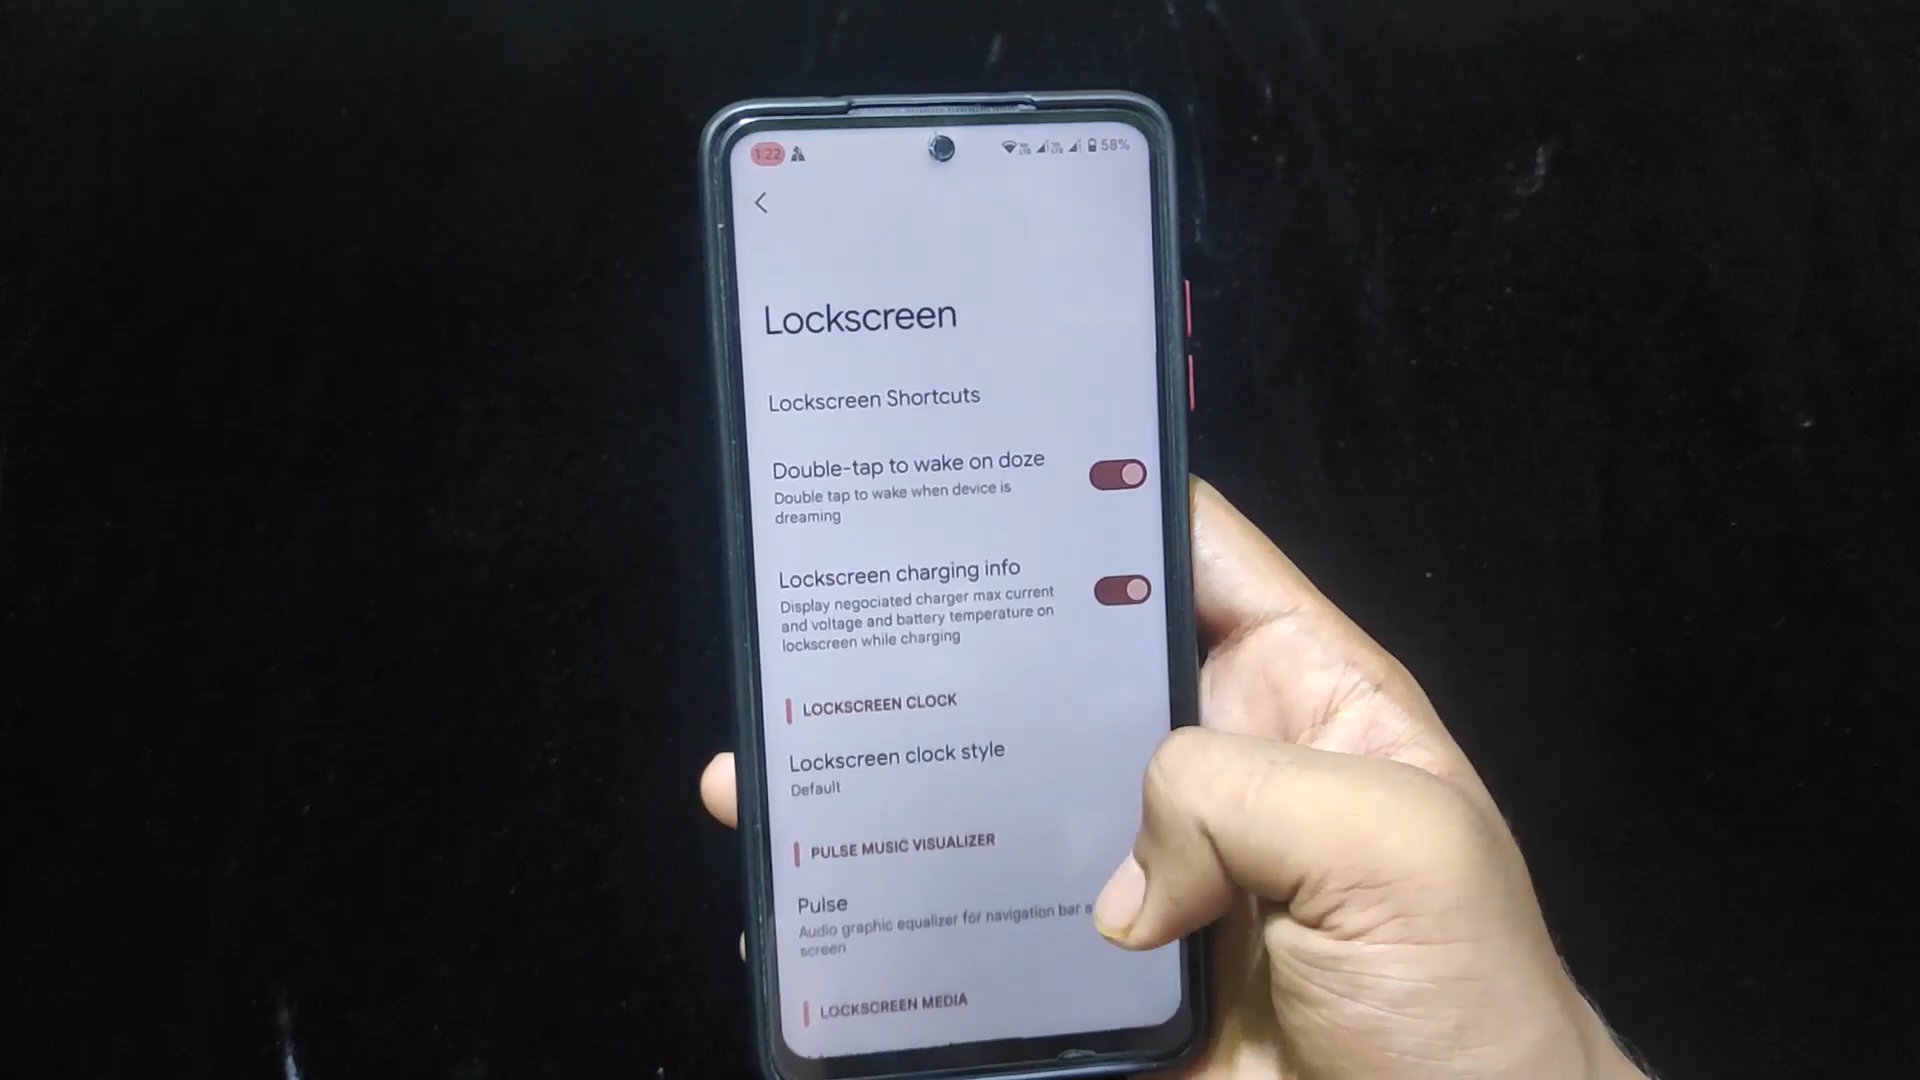 1:22 58%
Lockscreen
Lockscreen Shortcuts
Double-tap to wake on doze
Double tap to wake when device is
dreaming
Lockscreen charging info
Display negociated charger max current
and voltage and battery temperature on
lockscreen while charging
LOCKSCREEN CLOCK
Lockscreen clock style
Default
PULSE MUSIC VISUALIZER
Pulse
Audio graphic equalizer for navigation bar
screen
LOCKSCREEN MEDIA